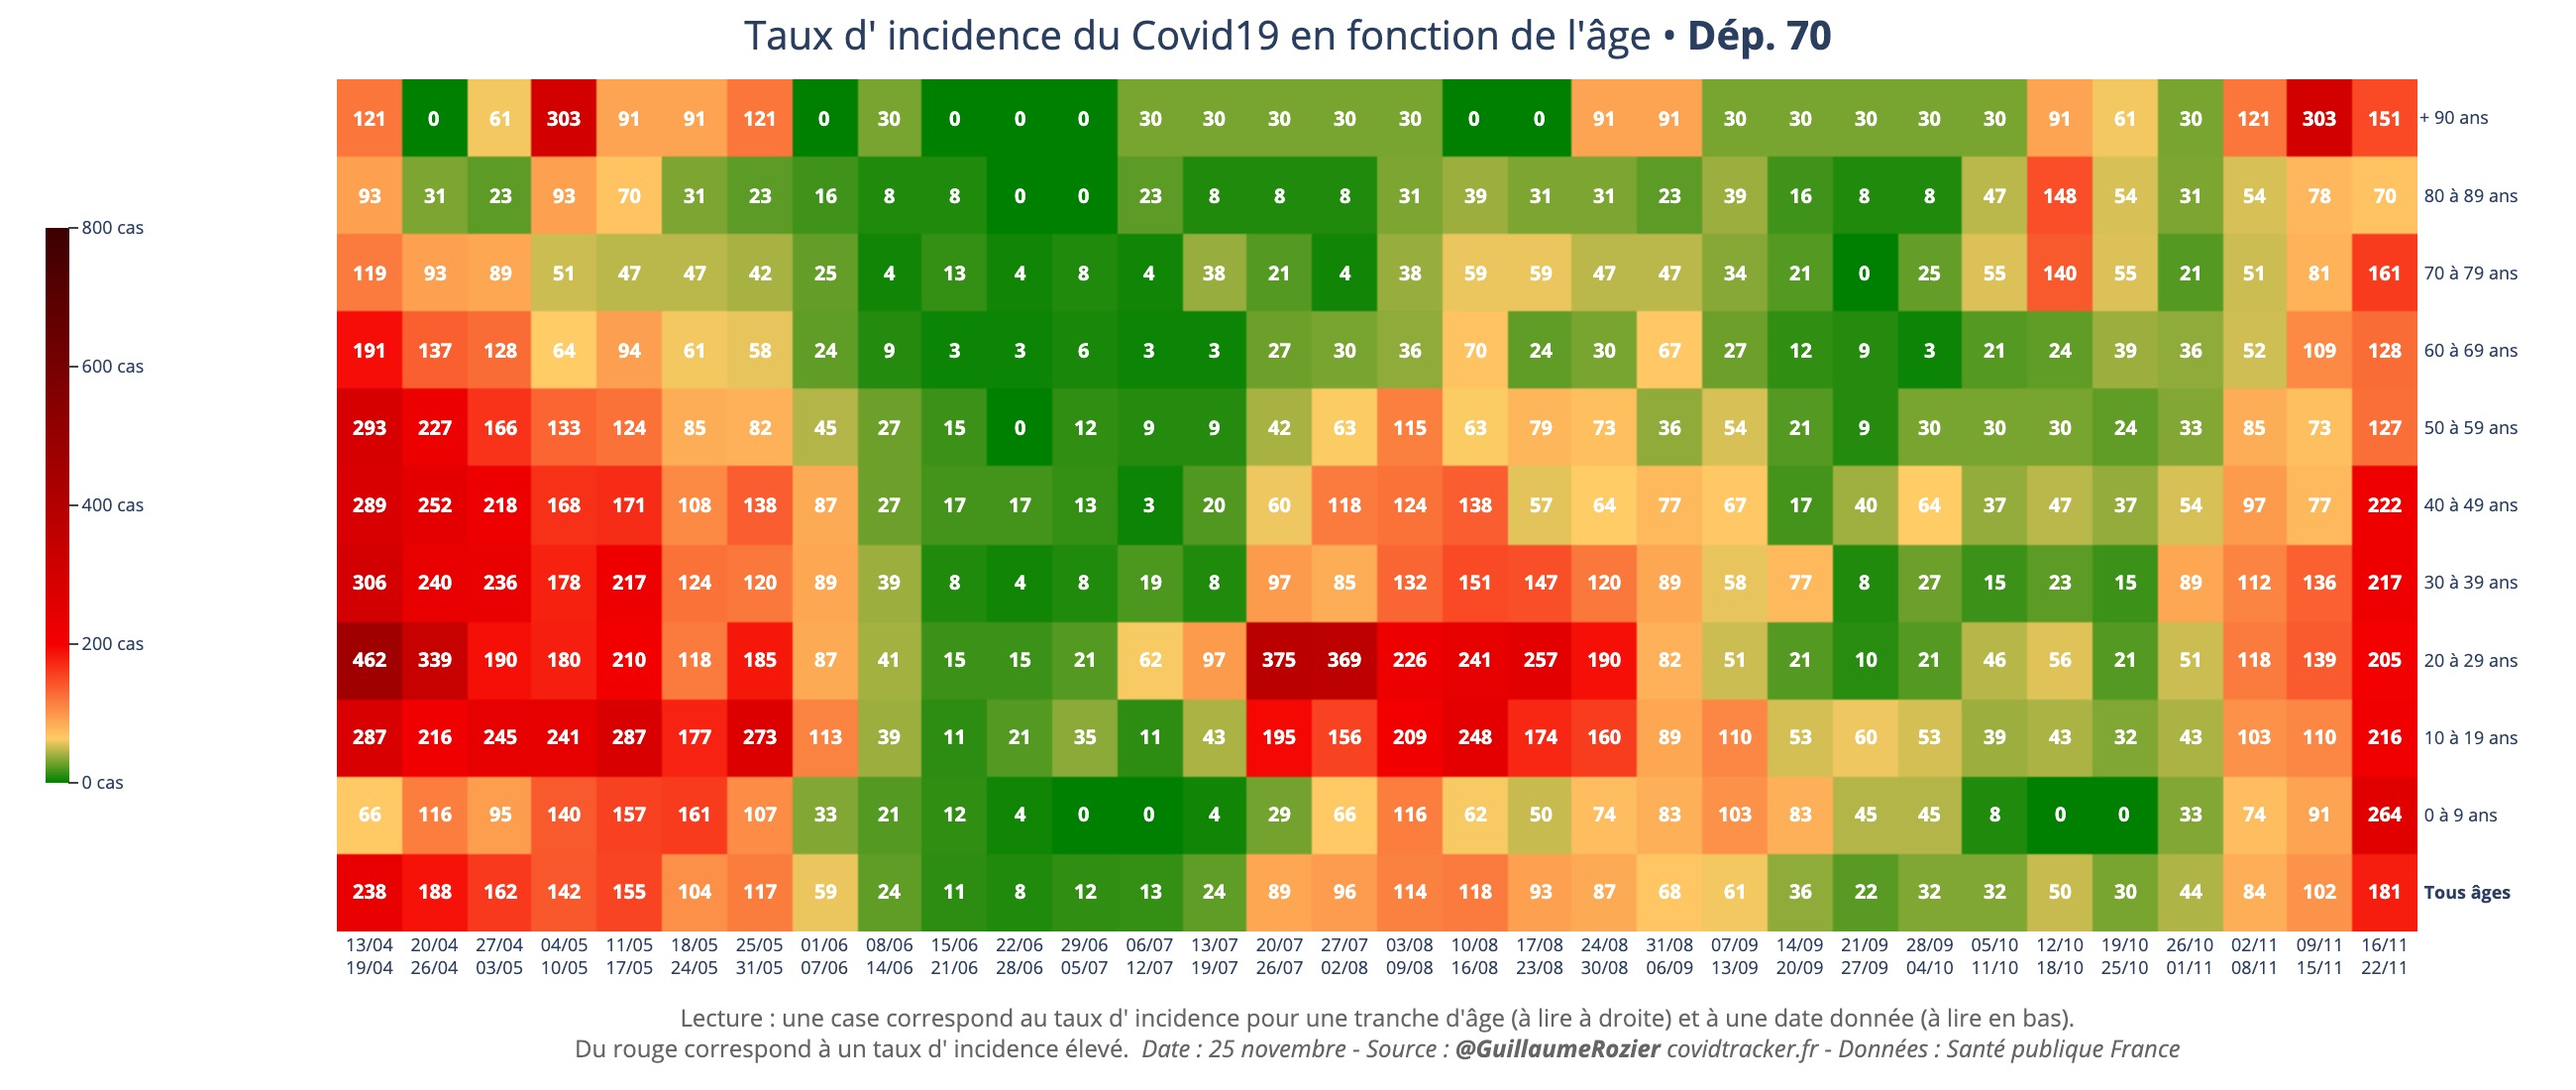 Taux d' incidence du Covid19 en fonction de l'âge • Dép. 70
800 cas
600 cas
400 cas
200 cas
0 cas
121 0 61 303 91 91 121 0 30 0 0 0 30 30 30 30 30 0 0 91 91 30 30 30 30 30 91 61 30 121 303 151 + 90 ans
93 31 23 93 70 31 23 16 8 8 0 0 23 8 8 8 31 39 31 31 23 39 16 8 8 47 148 54 31 54 78 70 80 à 89 ans
119 93 89 51 47 47 42 25 4 13 4 8 4 38 21 4 38 59 59 47 47 34 21 0 25 55 140 55 21 51 81 161 70 à 79 ans
191 137 128 64 94 61 58 24 9 3 3 6 3 3 27 30 36 70 24 30 67 27 12 9 3 21 24 39 36 52 109 128 60 à 69 ans
293 227 166 133 124 85 82 45 27 15 0 12 9 9 42 63 115 63 79 73 36 54 21 9 30 30 30 24 33 85 73 127 50 à 59 ans
289 252 218 168 171 108 138 87 27 17 17 13 3 20 60 118 124 138 57 64 77 67 17 40 64 37 47 37 54 97 77 222 40 à 49 ans
306 240 236 178 217 124 120 89 39 8 4 8 19 8 97 85 132 151 147 120 89 58 77 8 27 15 23 15 89 112 136 217 30 à 39 ans
462 339 190 180 210 118 185 87 41 15 15 21 62 97 375 369 226 241 257 190 82 51 21 10 21 46 56 21 51 118 139 205 20 à 29 ans
287 216 245 241 287 177 273 113 39 11 21 35 11 43 195 156 209 248 174 160 89 110 53 60 53 39 43 32 43 103 110 216 10 à 19 ans
66 116 95 140 157 161 107 33 21 12 4 0 0 4 29 66 116 62 50 74 83 103 83 45 45 8 0 0 33 74 91 264 0 à 9 ans
238 188 162 142 155 104 117 59 24 11 8 12 13 24 89 96 114 118 93 87 68 61 36 22 32 32 50 30 44 84 102 181 Tous âges
13/04 20/04 27/04 04/05 11/05 18/05 25/05 01/06 08/06 15/06 22/06 29/06 06/07 13/07 20/07 27/07 03/08 10/08 17/08 24/08 31/08 07/09 14/09 21/09 28/09 05/10 12/10 19/10 26/10 02/11 09/11 16/11
19/04 26/04 03/05 10/05 17/05 24/05 31/05 07/06 14/06 21/06 28/06 05/07 12/07 19/07 26/07 02/08 09/08 16/08 23/08 30/08 06/09 13/09 20/09 27/09 04/10 11/10 18/10 25/10 01/11 08/11 15/11 22/11
Lecture : une case correspond au taux d' incidence pour une tranche d'âge (à lire à droite) et à une date donnée (à lire en bas).
Du rouge correspond à un taux d' incidence élevé. Date : 25 novembre - Source : @GuillaumeRozier covidtracker.fr - Données : Santé publique France